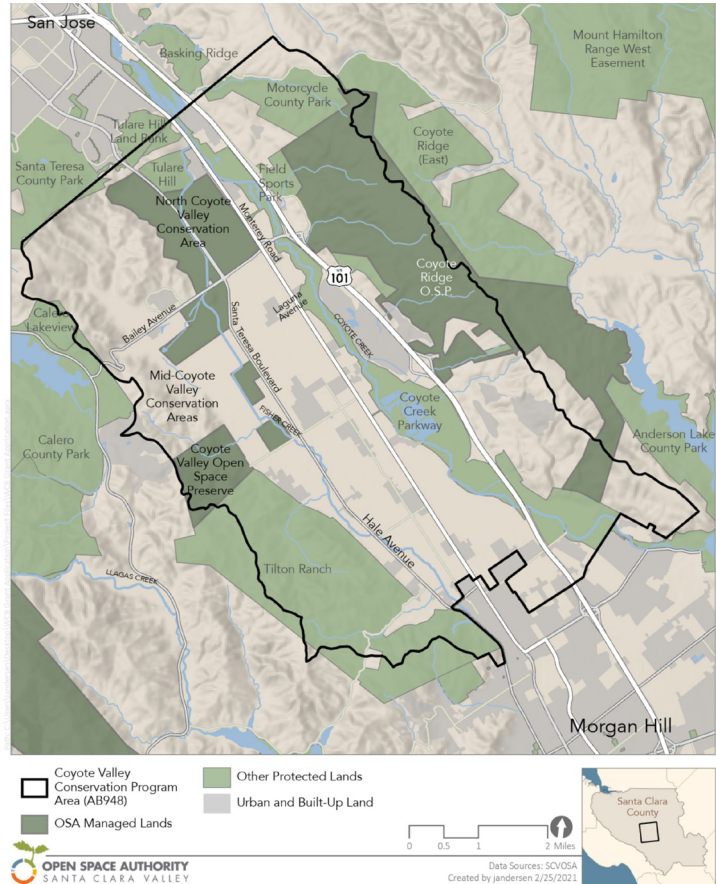 San Jose
Basking Ridge
Mount Hamilton
Range West
Easement
Motorcycle
County Park
Tulare Hill
Land Bank
Coyote
Ridge
(East)
Santa Teresa
County Park
Tulare
Hill
Field
Sports
Park
North Coyote
Valley
Conservation
Area
Monterey Road
US
101
Coyote
Ridge
O.S.P.
Calero
Lakeview
Bailey Avenue
Laguna
Avenue
Santa Teresa Boulevard
COYOTE CREEK
Mid-Coyote
Valley
Conservation
Areas
FISHER CREEK
Coyote
Creek
Parkway
Calero
County Park
Coyote
Valley Open
Space
Preserve
Anderson Lake
County Park
Hale Avenue
Tilton Ranch
LLAGAS CREEK
Morgan Hill
Coyote Valley
Conservation Program
Area (AB948)
OSA Managed Lands
Other Protected Lands
Urban and Built-Up Land
0 0.5 1 2 Miles
Santa Clara
County
OPEN SPACE AUTHORITY
SANTA CLARA VALLEY
Data Sources: SCVOSA
Created by jandersen 2/25/2021